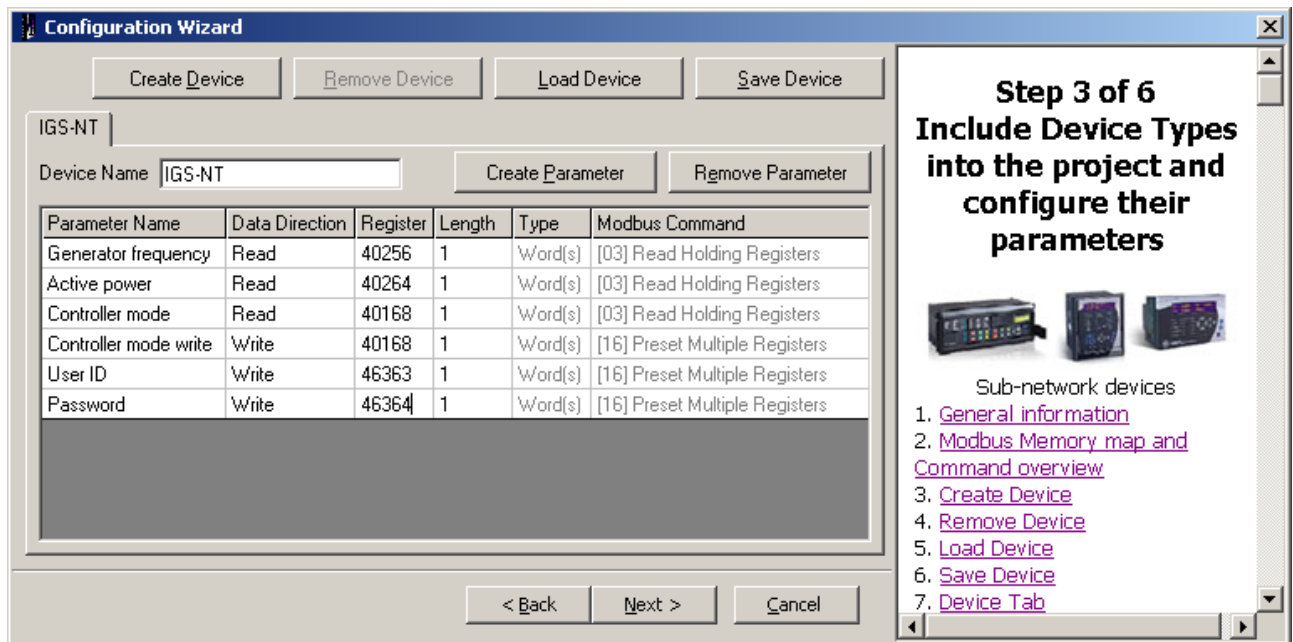 Configuration Wizard
Create Device
Remove Device
Load Device
Save Device
IGS-NT
Device Name IGS-NT
Create Parameter
Remove Parameter
Parameter Name Data Direction Register Length Type Modbus Command
Generator frequency Read 40256 1 Word(s) [03] Read Holding Registers
Active power Read 40264 1 Word(s) [03] Read Holding Registers
Controller mode Read 40168 1 Word(s) [03] Read Holding Registers
Controller mode write Write 40168 1 Word(s) [16] Preset Multiple Registers
User ID Write 46363 1 Word(s) [16] Preset Multiple Registers
Password Write 46364 1 Word(s) [16] Preset Multiple Registers
< Back
Next >
Cancel
Step 3 of 6
Include Device Types
into the project and
configure their
parameters
Sub-network devices
1. General information
2. Modbus Memory map and
Command overview
3. Create Device
4. Remove Device
5. Load Device
6. Save Device
7. Device Tab